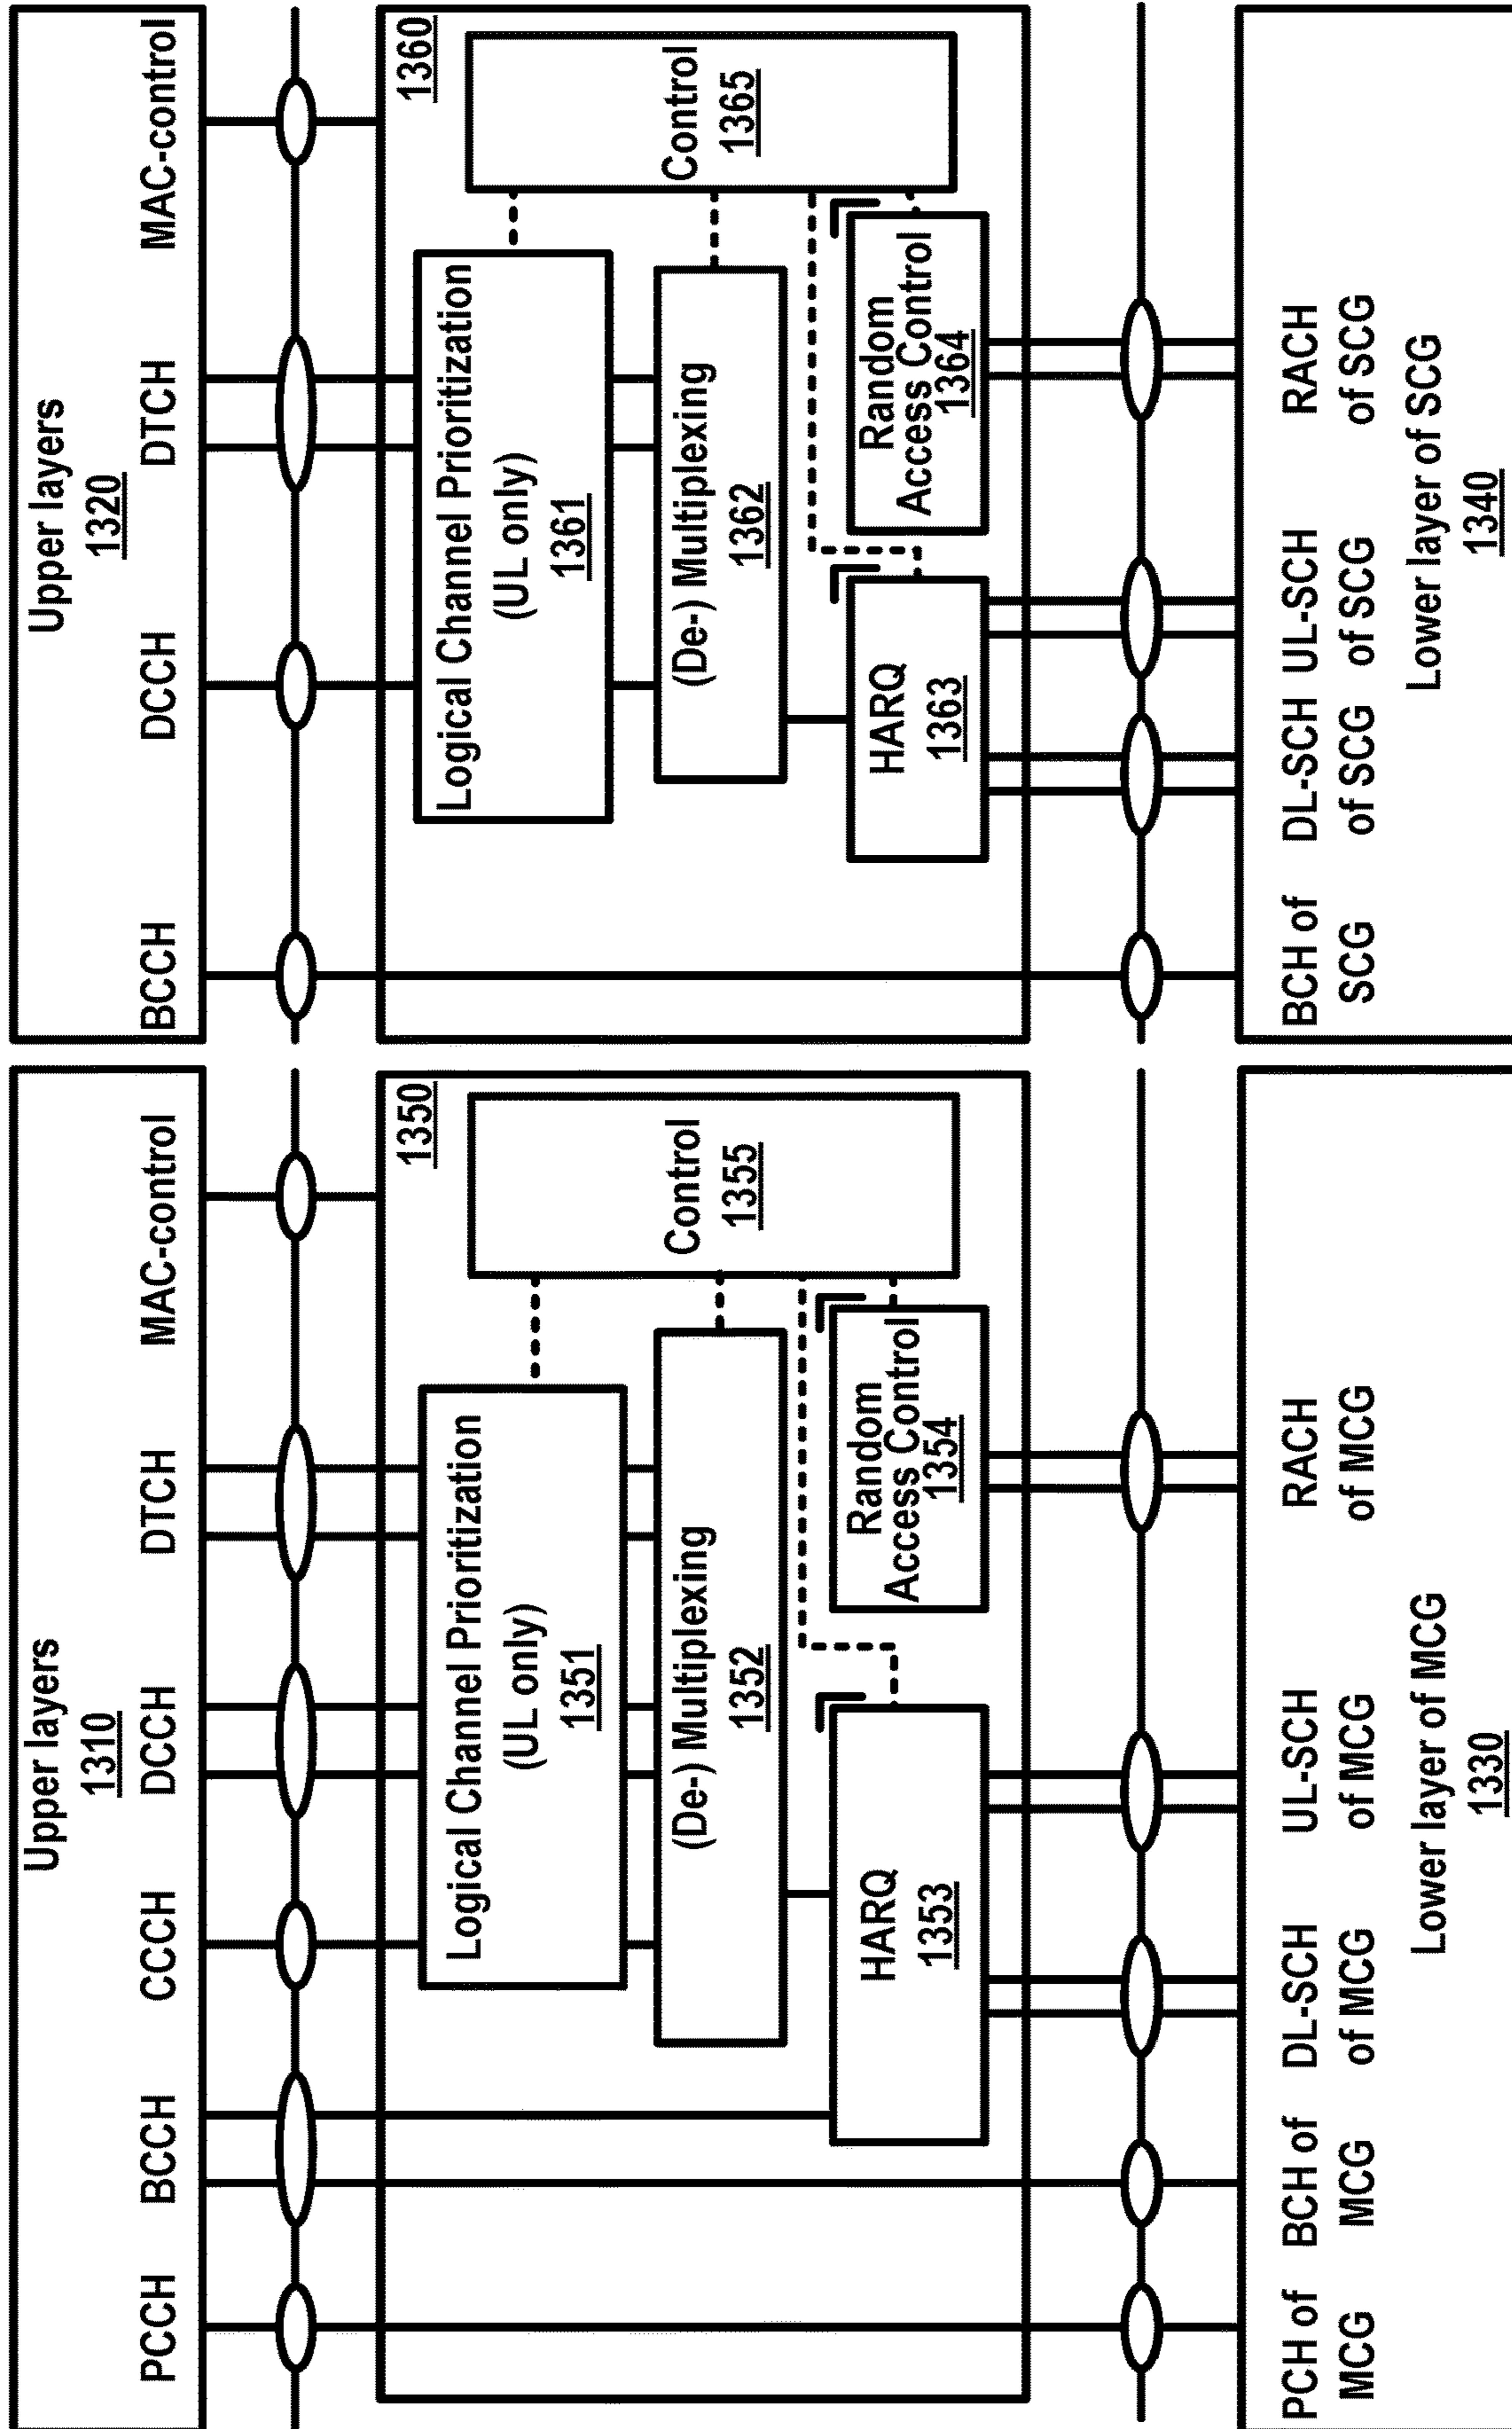 Upper layers
1310
PCCH
BCCH
CCCH
DCCH
DTCH
MAC-control
1350
Logical Channel Prioritization
(UL only)
1351
(De-) Multiplexing
1352
HARQ
1353
Random
Access Control
1354
Control
1355
PCH of
MCG
BCH of
MCG
DL-SCH
of MCG
UL-SCH
of MCG
RACH
of MCG
Lower layer of MCG
1330
Upper layers
1320
BCCH
DCCH
DTCH
MAC-control
1360
Logical Channel Prioritization
(UL only)
1361
(De-) Multiplexing
1362
HARQ
1363
Random
Access Control
1364
Control
1365
BCH of
SCG
DL-SCH
of SCG
UL-SCH
of SCG
RACH
of SCG
Lower layer of SCG
1340